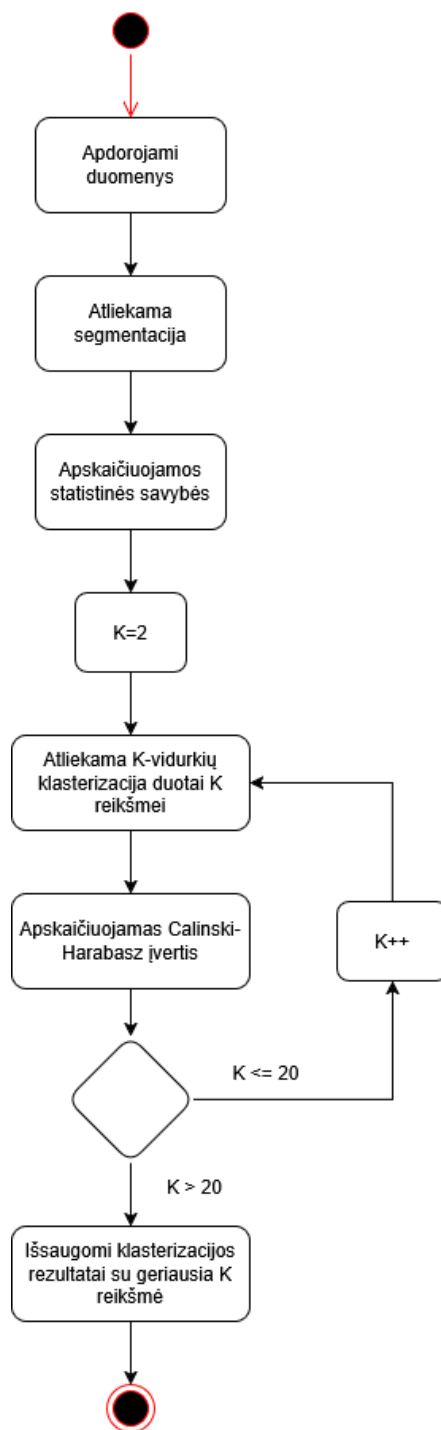 Apdorojami
duomenys
Atliekama
segmentacija
Apskaičiuojamos
statistinės savybės
K=2
Atliekama K-vidurkių
klasterizacija duotai K
reikšmei
Apskaičiuojamas Calinski-
Harabasz įvertis
K++
K <= 20
K > 20
Išsaugomi klasterizacijos
rezultatai su geriausia K
reikšmė